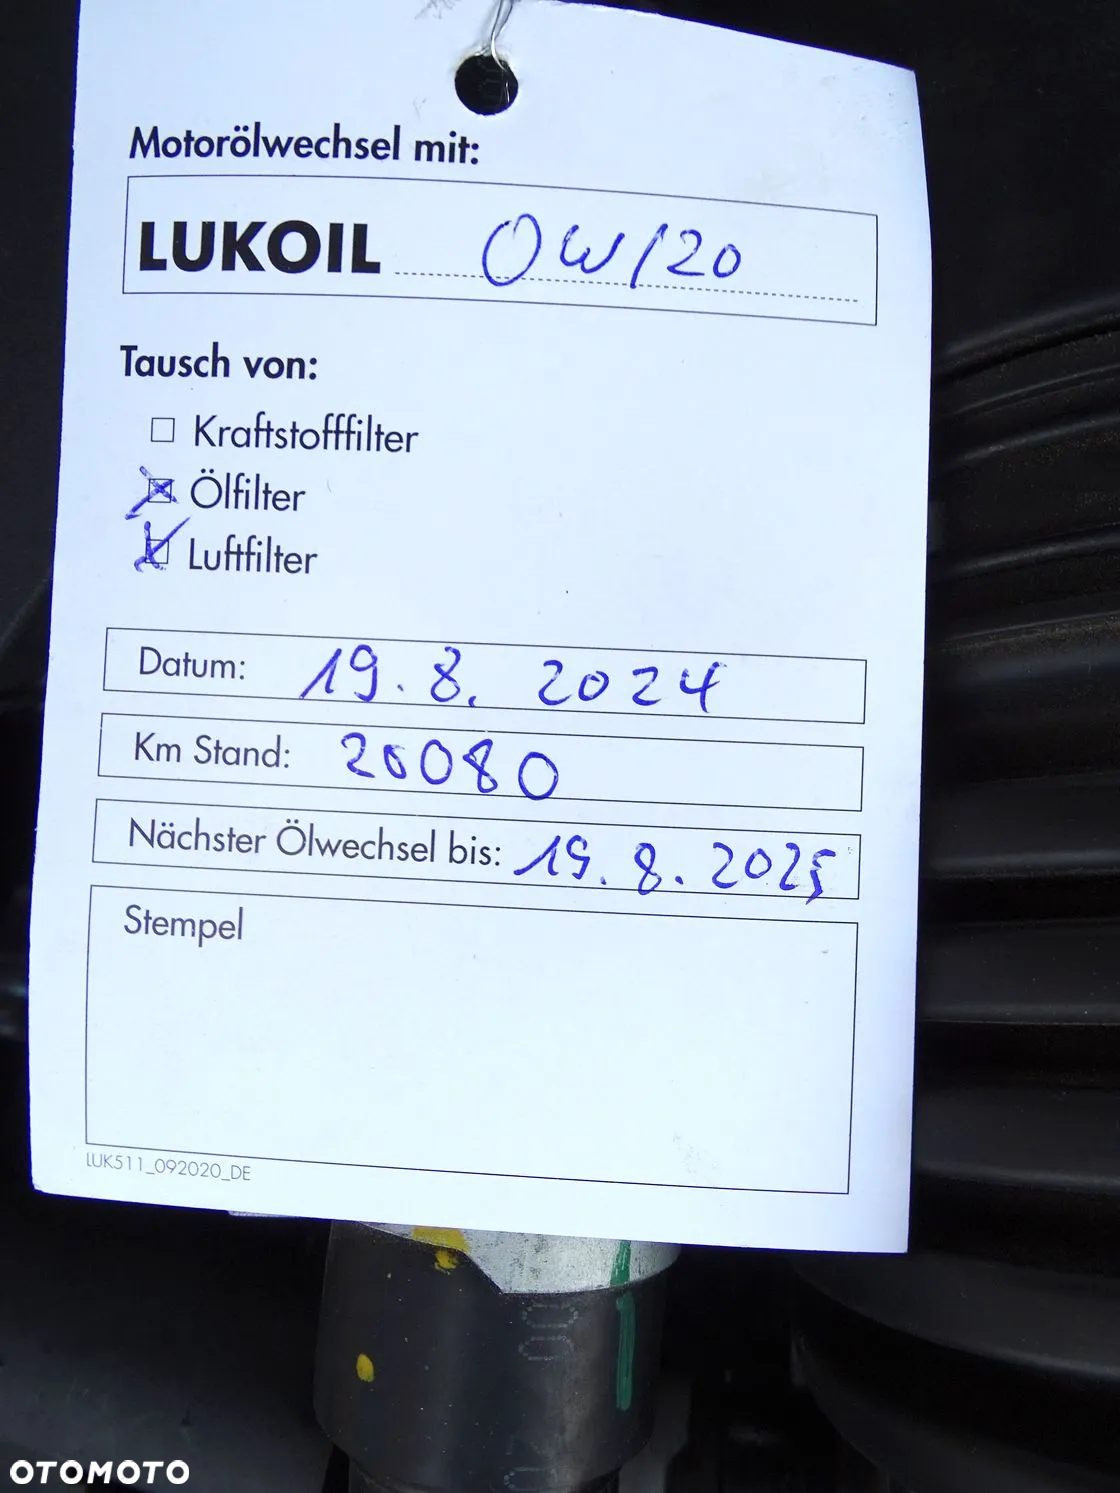 Motorölwechsel mit:
LUKOIL 0W/20
Tausch von:
Kraftstofffilter
Ölfilter
Luftfilter
Datum: 19.8. 2024
Km Stand: 20080
Nächster Ölwechsel bis: 19.8.2025
Stempel
LUK511_092020_DE
OTOMOTO